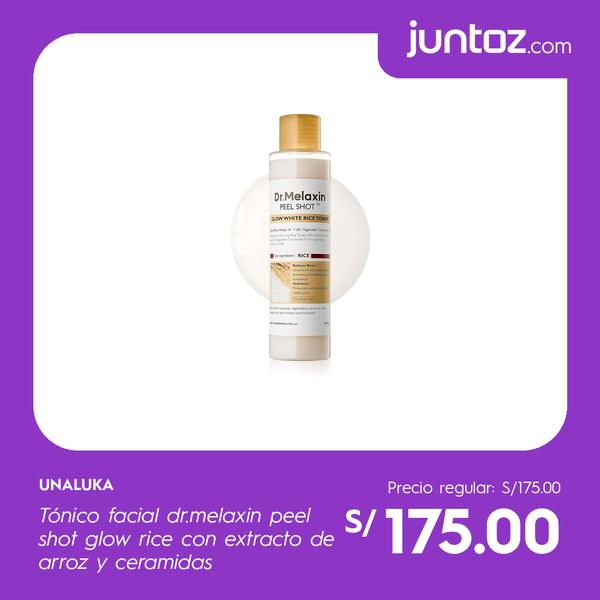 juntoz.com
Dr.Melaxin
PEEL SHOT
GLOW WHITE RICE TONER
RICE
UNALUKA
Precio regular: S/175.00
Tónico facial dr.melaxin peel
shot glow rice con extracto de
arroz y ceramidas
S/ 175.00